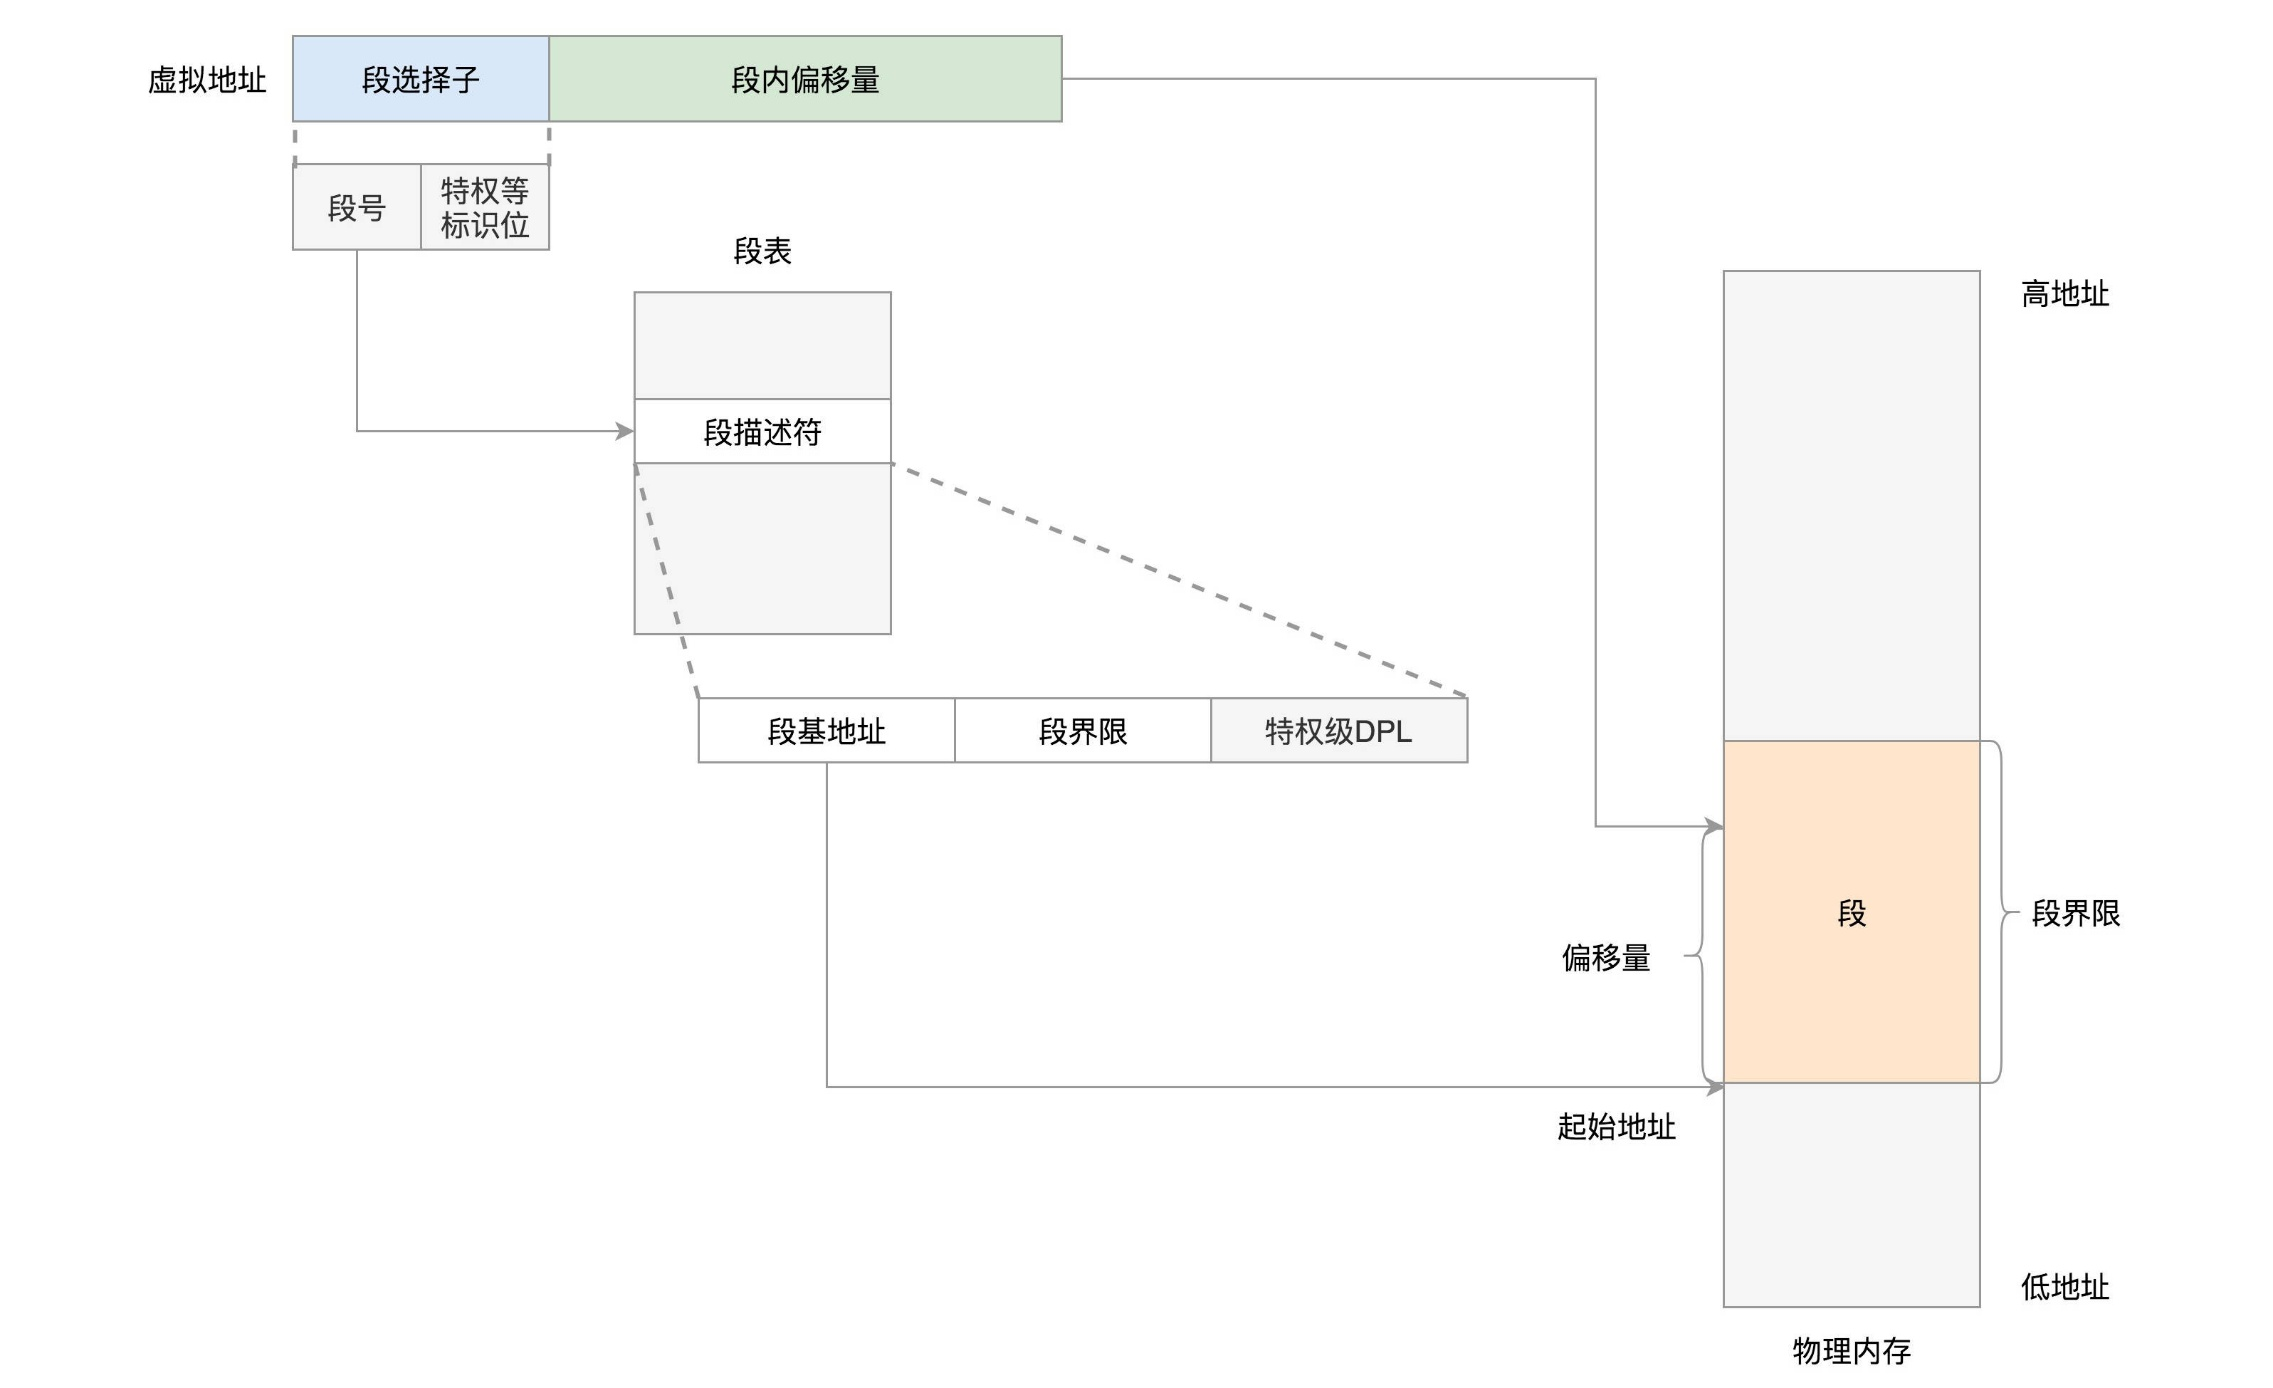 虚拟地址
段选择子
段内偏移量
段号
特权等
标识位
段表
高地址
段描述符
段基地址
段界限
特权级DPL
段
段界限
偏移量
起始地址
低地址
物理内存